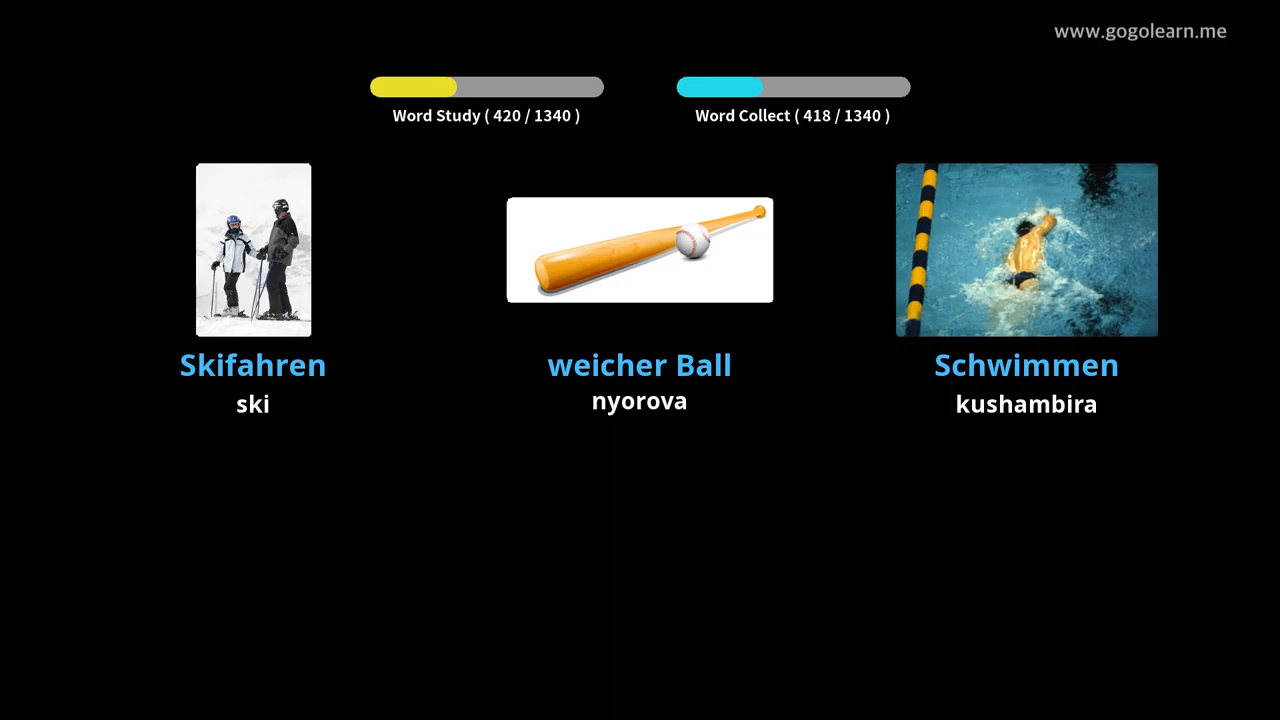 www.gogolearn.me
Word Study ( 420 / 1340 )
Word Collect ( 418 / 1340 )
Skifahren
ski
weicher Ball
nyorova
Schwimmen
kushambira